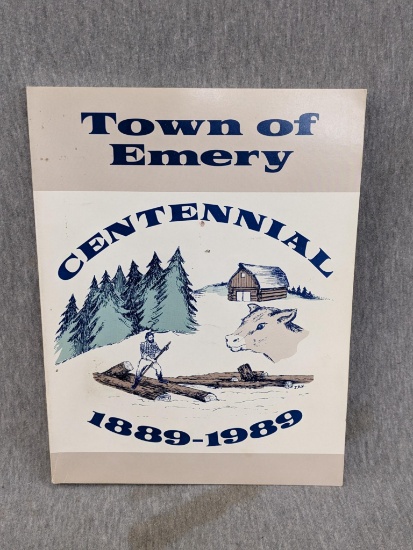 Town of
Emery
CENTENNIAL
1889-1989